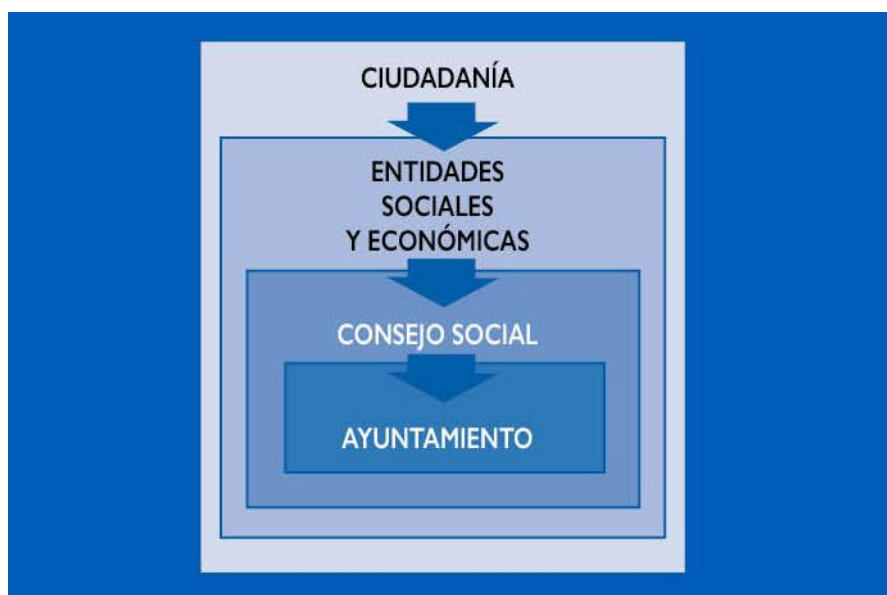 CIUDADANÍA
ENTIDADES
SOCIALES
Y ECONÓMICAS
CONSEJO SOCIAL
AYUNTAMIENTO